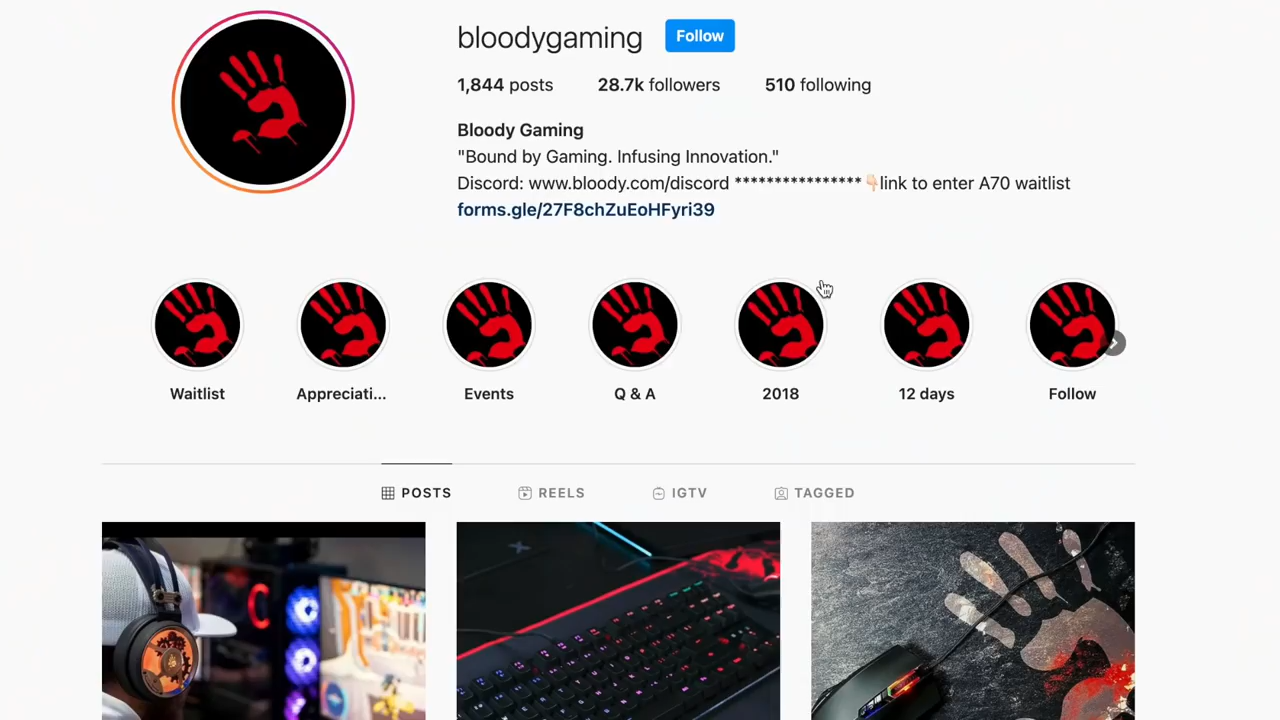 bloodygaming Follow
1,844 posts 28.7k followers 510 following
Bloody Gaming
"Bound by Gaming. Infusing Innovation."
Discord: www.bloody.com/discord ****************👇🏻link to enter A70 waitlist
forms.gle/27F8chZuEoHFyri39
Waitlist Appreciati... Events Q & A 2018 12 days Follow
POSTS REELS IGTV TAGGED